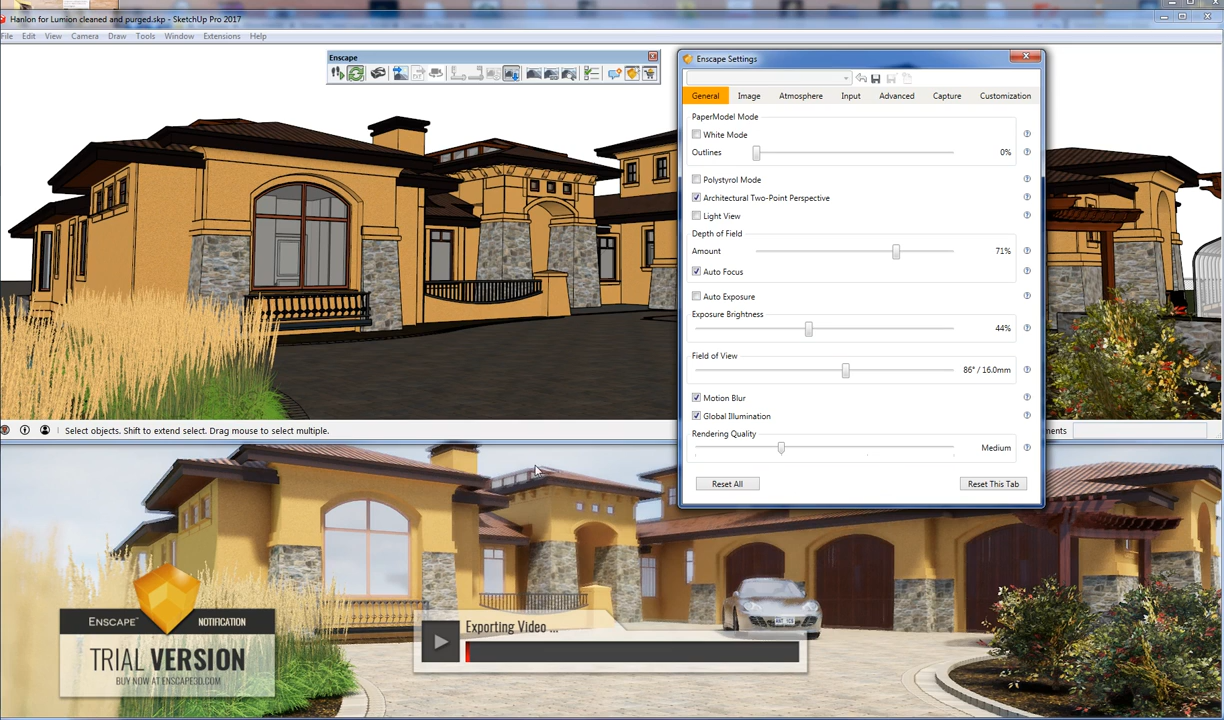 Hanlon for Lumion cleaned and purged.skp - SketchUp Pro 2017
File Edit View Camera Draw Tools Window Extensions Help
Enscape
Enscape Settings
General Image Atmosphere Input Advanced Capture Customization
PaperModel Mode
White Mode
Outlines 0%
Polystyrol Mode
Architectural Two-Point Perspective
Light View
Depth of Field
Amount 71%
Auto Focus
Auto Exposure
Exposure Brightness
44%
Field of View
86° / 16.0mm
Motion Blur
Global Illumination
Rendering Quality
Medium
Reset All Reset This Tab
Select objects. Shift to extend select. Drag mouse to select multiple.
ments
ENSCAPE™ NOTIFICATION
TRIAL VERSION
BUY NOW AT ENSCAPE3D.COM
Exporting Video ...